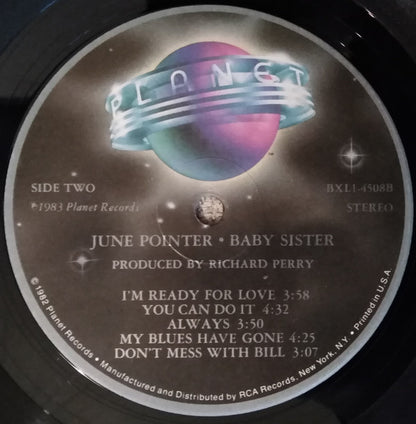 PLANET
SIDE TWO
℗1983 Planet Records
BXL1-4508B
STEREO
JUNE POINTER • BABY SISTER
PRODUCED BY RICHARD PERRY
I'M READY FOR LOVE 3:58
YOU CAN DO IT 4:32
ALWAYS 3:50
MY BLUES HAVE GONE 4:25
DON'T MESS WITH BILL 3:07
©1982 Planet Records • Manufactured and Distributed by RCA Records, New York, N.Y. • Printed in U.S.A.